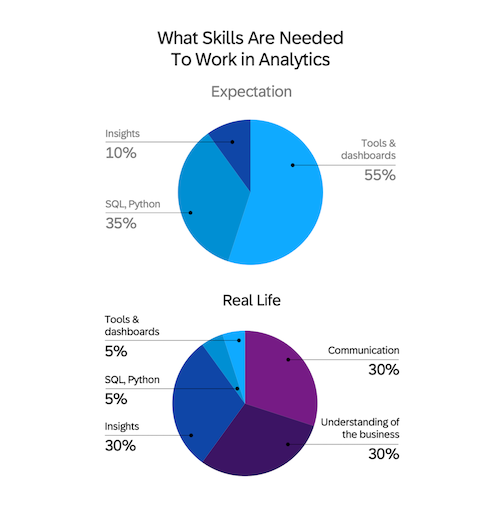 What Skills Are Needed
To Work in Analytics
Expectation
Insights
10%
Tools &
dashboards
55%
SQL, Python
35%
Real Life
Tools &
dashboards
5%
Communication
30%
SQL, Python
5%
Understanding of
the business
30%
Insights
30%